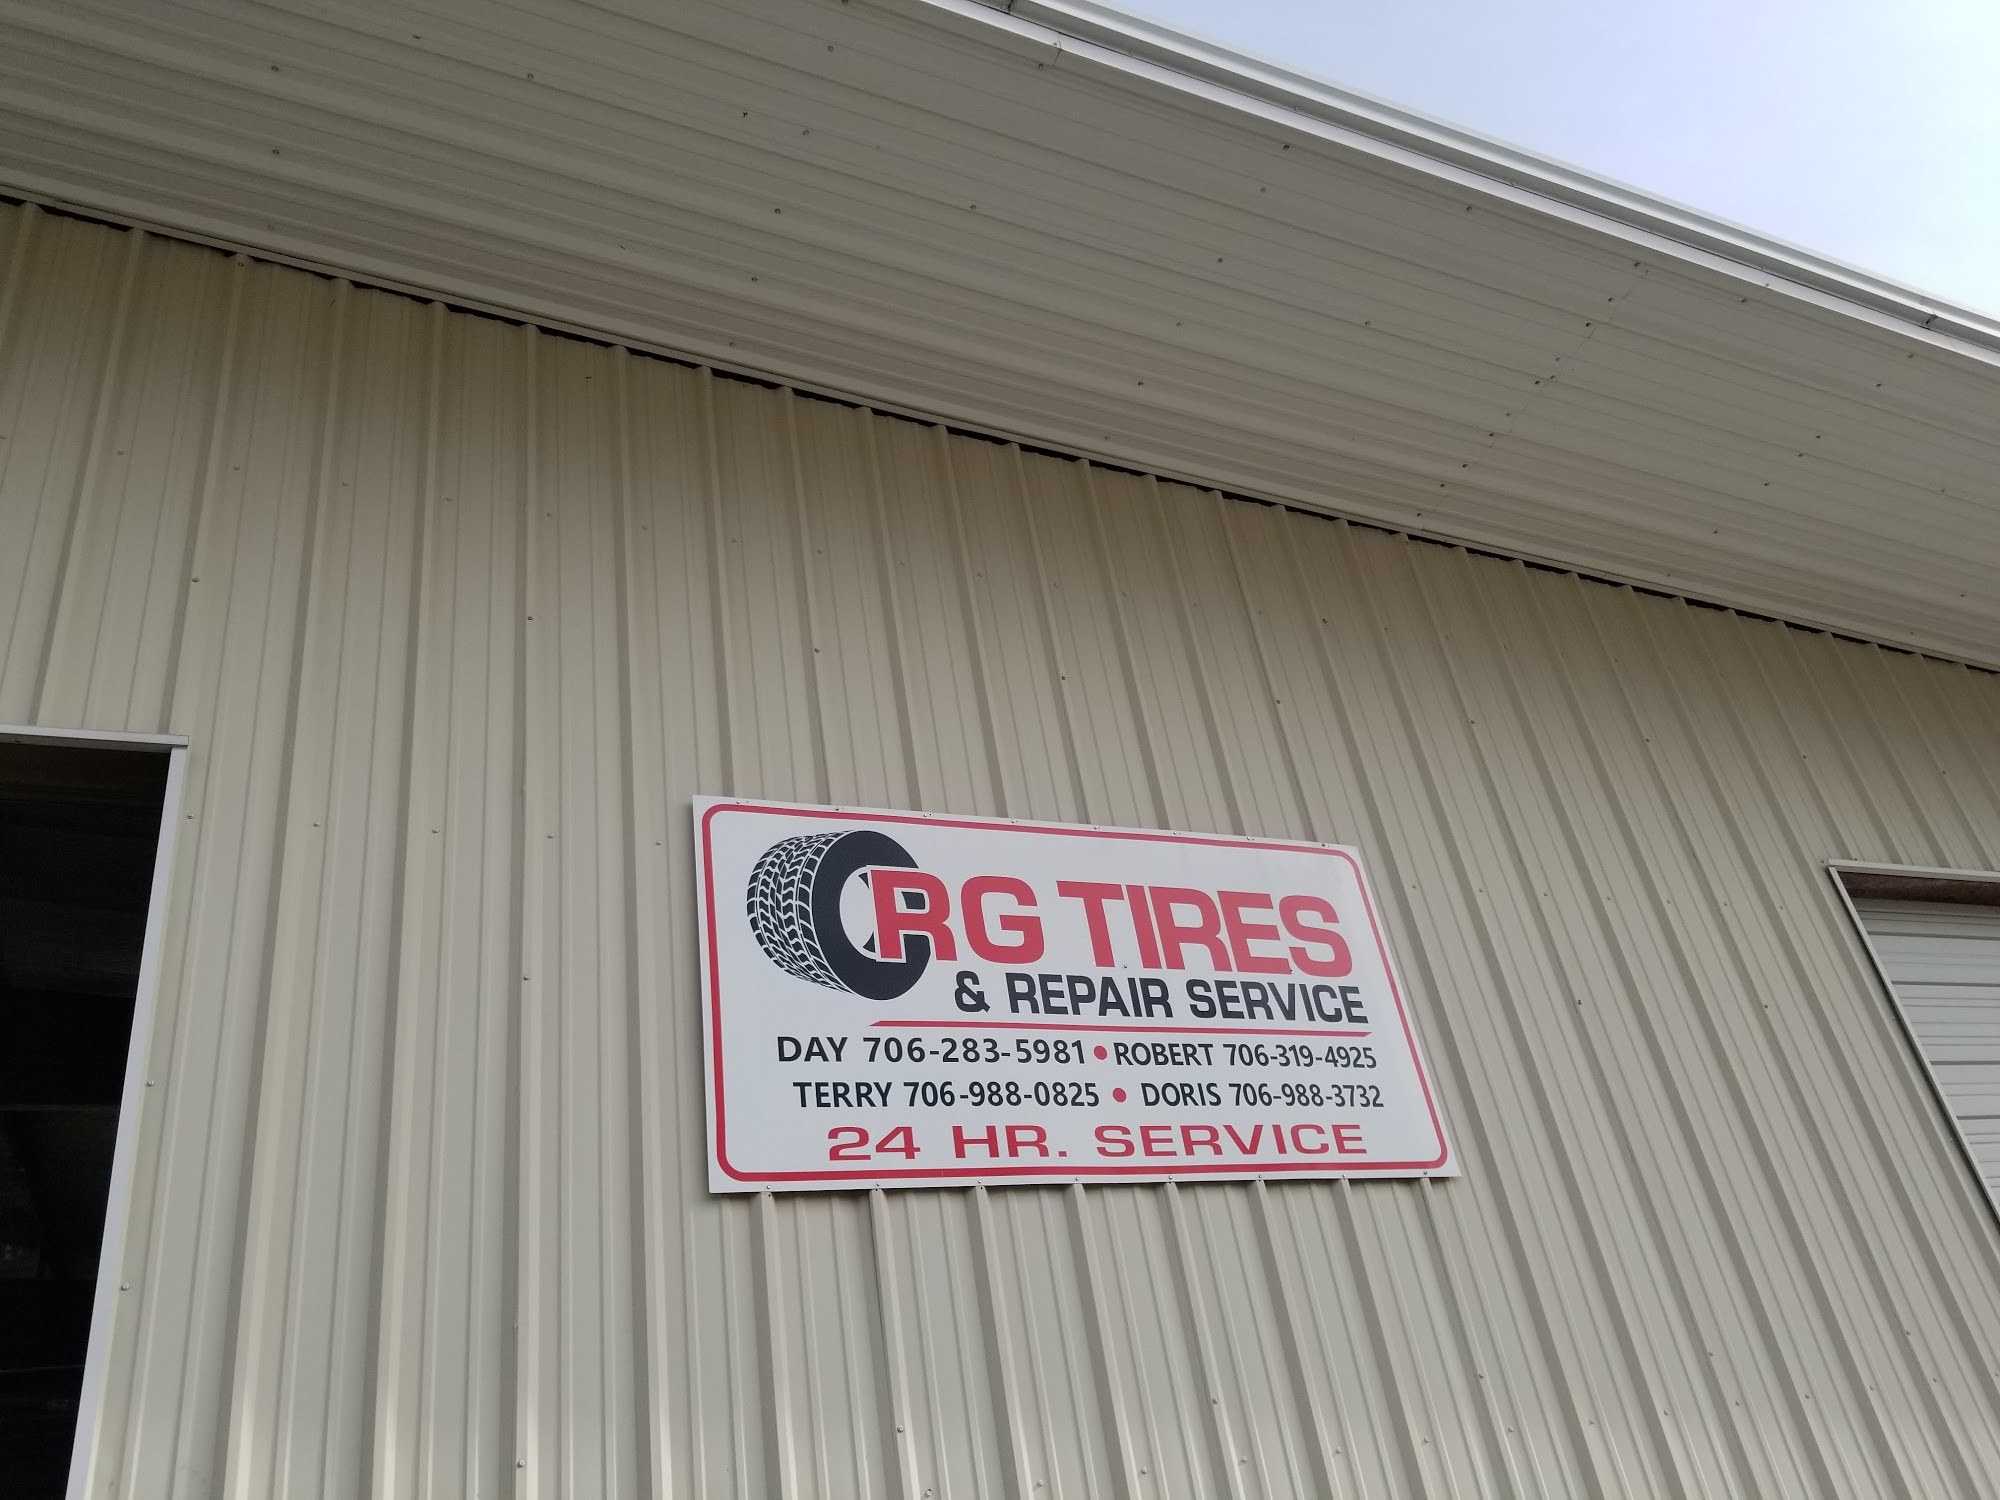 RG TIRES
& REPAIR SERVICE
DAY 706-283-5981 • ROBERT 706-319-4925
TERRY 706-988-0825 • DORIS 706-988-3732
24 HR. SERVICE